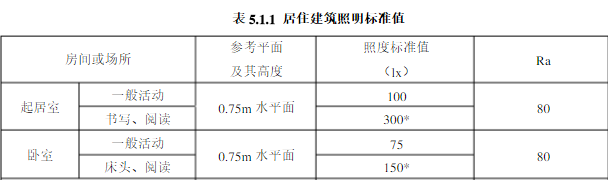 表 5.1.1 居住建筑照明标准值
房间或场所 参考平面及其高度 照度标准值（lx） Ra
起居室 一般活动 0.75m 水平面 100 80
书写、阅读 300*
卧室 一般活动 0.75m 水平面 75 80
床头、阅读 150*